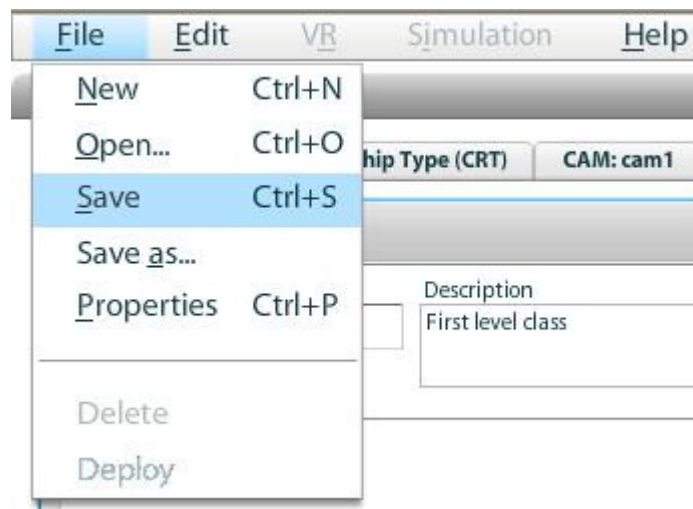 File Edit VR Simulation Help
New Ctrl+N
Open... Ctrl+O
hip Type (CRT) CAM: cam1
Save Ctrl+S
Save as...
Description
Properties Ctrl+P
First level class
Delete
Deploy